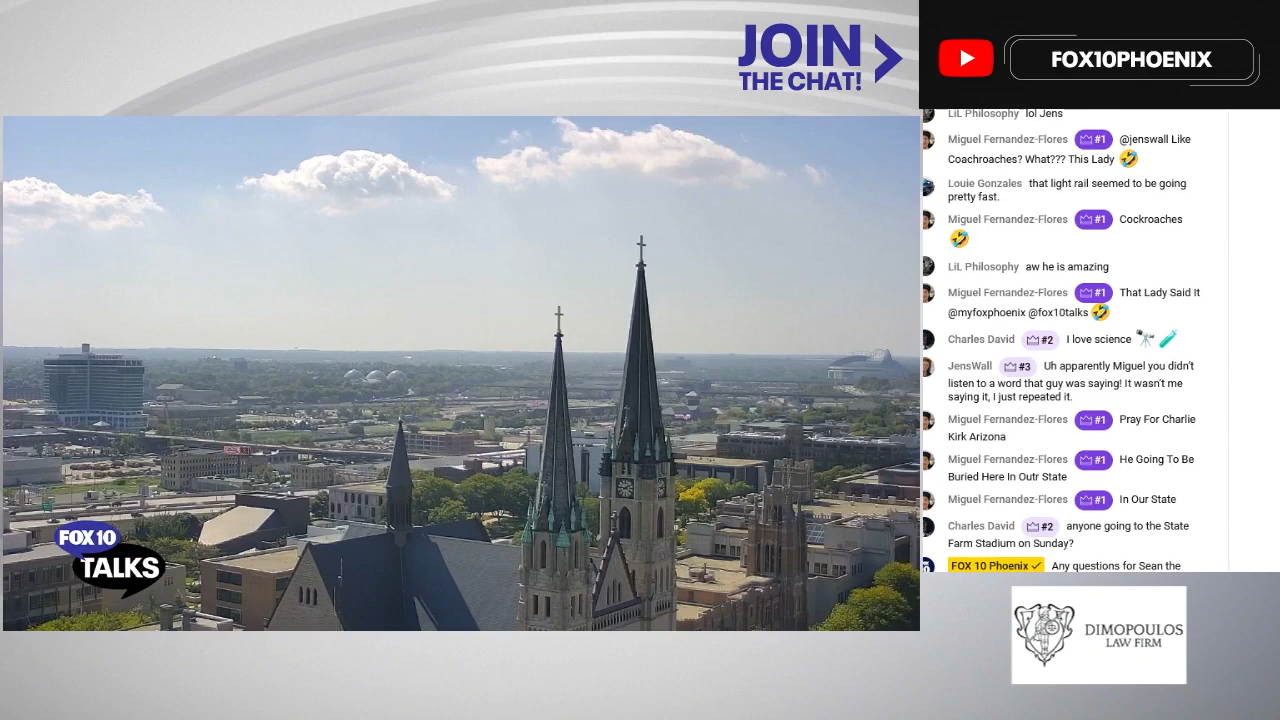 JOIN
THE CHAT!
FOX10PHOENIX
LiL Philosophy lol Jens
Miguel Fernandez-Flores #1 @jenswall Like
Coachroaches? What??? This Lady 🤣
Louie Gonzales that light rail seemed to be going
pretty fast.
Miguel Fernandez-Flores #1 Cockroaches
🤣
LiL Philosophy aw he is amazing
Miguel Fernandez-Flores #1 That Lady Said It
@myfoxphoenix @fox10talks 🤣
Charles David #2 I love science 🔭🧪
JensWall #3 Uh apparently Miguel you didn't
listen to a word that guy was saying! It wasn't me
saying it, I just repeated it.
Miguel Fernandez-Flores #1 Pray For Charlie
Kirk Arizona
Miguel Fernandez-Flores #1 He Going To Be
Buried Here In Outr State
Miguel Fernandez-Flores #1 In Our State
Charles David #2 anyone going to the State
Farm Stadium on Sunday?
FOX 10 Phoenix ✓ Any questions for Sean the
FOX 10
TALKS
DIMOPOULOS
LAW FIRM